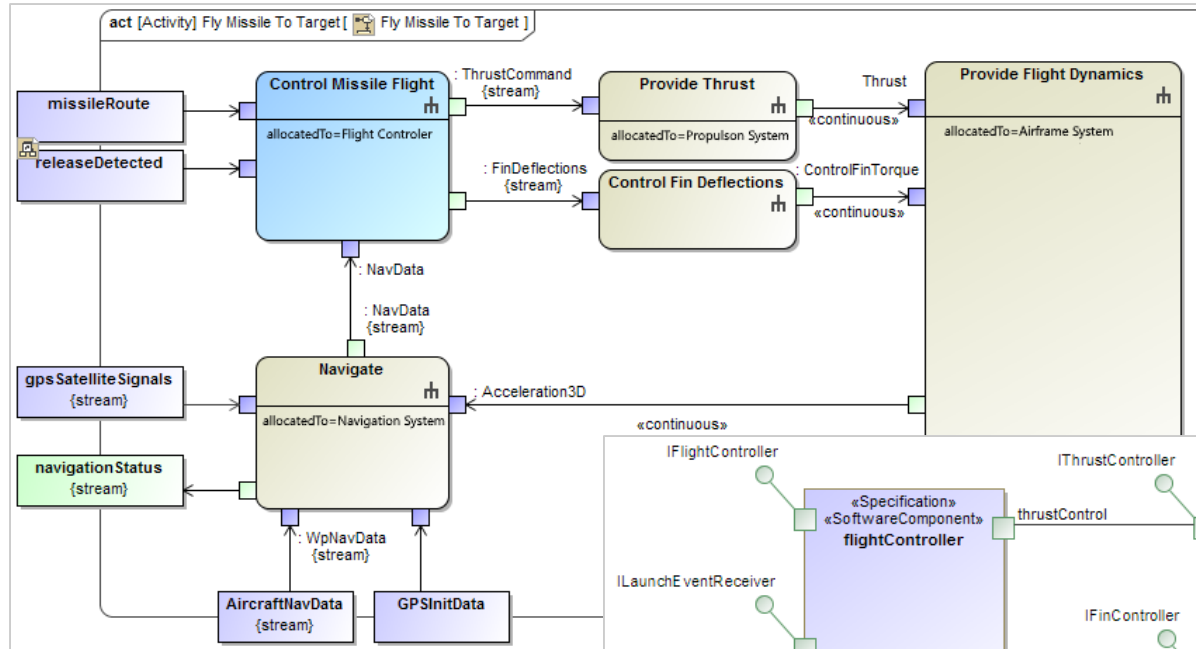 act [Activity] Fly Missile To Target [ Fly Missile To Target ]
Control Missile Flight
allocatedTo=Flight Controler
: ThrustCommand
{stream}
Provide Thrust
allocatedTo=Propulson System
Thrust
«continuous»
Provide Flight Dynamics
allocatedTo=Airframe System
missileRoute
releaseDetected
: FinDeflections
{stream}
Control Fin Deflections
: ControlFinTorque
«continuous»
: NavData
: NavData
{stream}
gpsSatelliteSignals
{stream}
Navigate
allocatedTo=Navigation System
: Acceleration3D
«continuous»
navigationStatus
{stream}
: WpNavData
{stream}
AircraftNavData
{stream}
GPSInitData
IFlightController
IThrustController
«Specification»
«SoftwareComponent»
flightController
thrustControl
ILaunchEventReceiver
IFinController